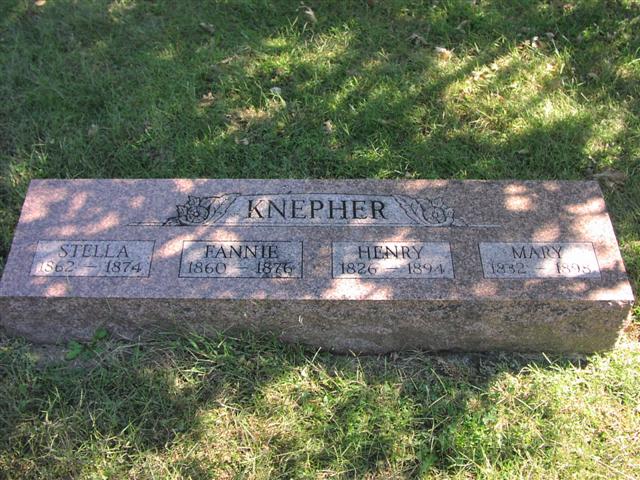 KNEPHER
STELLA
1862 — 1874
FANNIE
1860 — 1876
HENRY
1826 — 1894
MARY
1832 — 1898